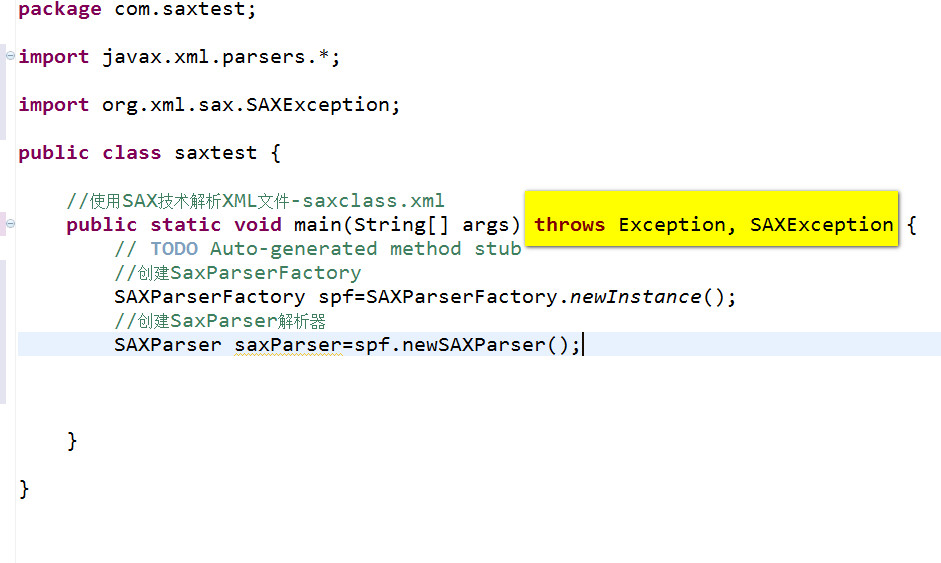 package com.saxtest;
import javax.xml.parsers.*;
import org.xml.sax.SAXException;
public class saxtest {
//使用SAX技术解析XML文件-saxclass.xml
public static void main(String[] args) throws Exception, SAXException {
// TODO Auto-generated method stub
//创建SaxParserFactory
SAXParserFactory spf=SAXParserFactory.newInstance();
//创建SaxParser解析器
SAXParser saxParser=spf.newSAXParser();
}
}